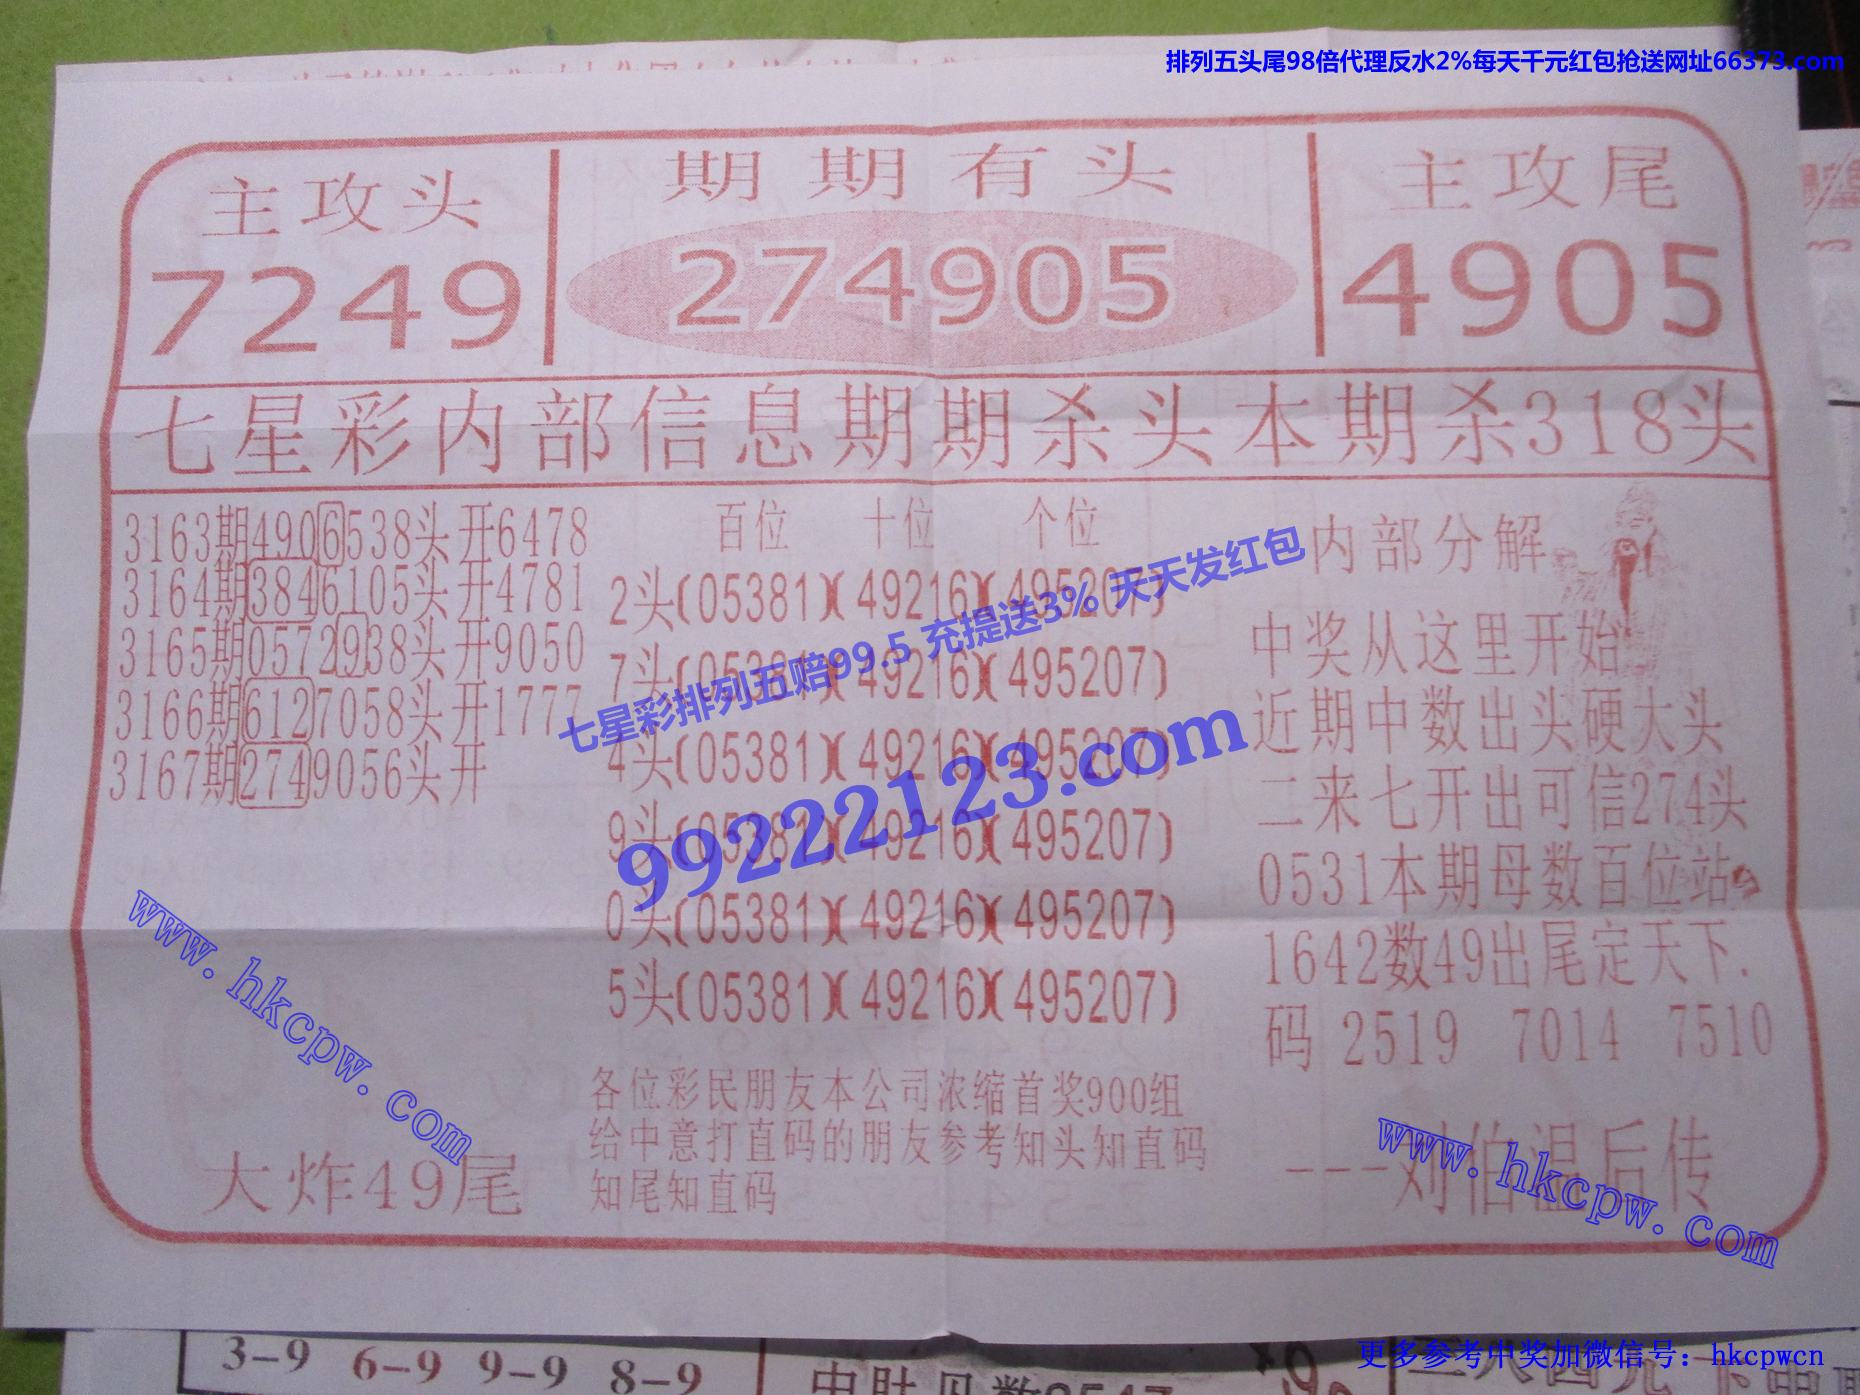 排列五头尾98倍代理反水2%每天千元红包抢送网址66373.com
主攻头
7249
期期有头
274905
主攻尾
4905
七星彩内部信息期期杀头本期杀318头
3163期4906538头开6478
3164期3846105头开4781
3165期0572938头开9050
3166期6127058头开1777
3167期2749056头开
百位 十位 个位
2头(05381)(49216)(495207)
7头(05381)(49216)(495207)
4头(05381)(49216)(495207)
9头(05381)(49216)(495207)
0头(05381)(49216)(495207)
5头(05381)(49216)(495207)
七星彩排列五赔99.5 充提送3% 天天发红包
99222123.com
内部分解
中奖从这里开始
近期中数出头硬大头
二来七开出可信274头
0531本期母数百位站
1642数49出尾定天下.
码 2519 7014 7510
---刘伯温后传
www.hkcpw.com
www.hkcpw.com
大炸49尾
各位彩民朋友本公司浓缩首奖900组
给中意打直码的朋友参考知头知直码
知尾知直码
3-9 6-9 9-9 8-9
更多参考中奖加微信号：hkcpwcn